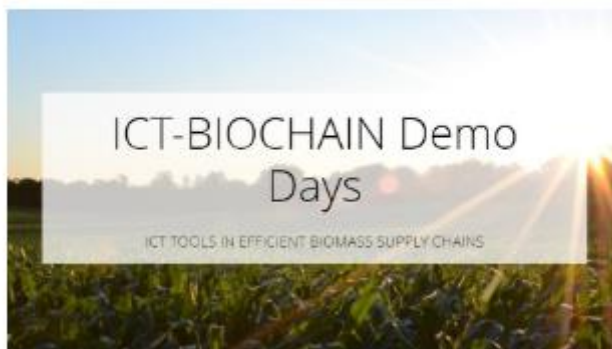 ICT-BIOCHAIN Demo
Days
ICT TOOLS IN EFFICIENT BIOMASS SUPPLY CHAINS